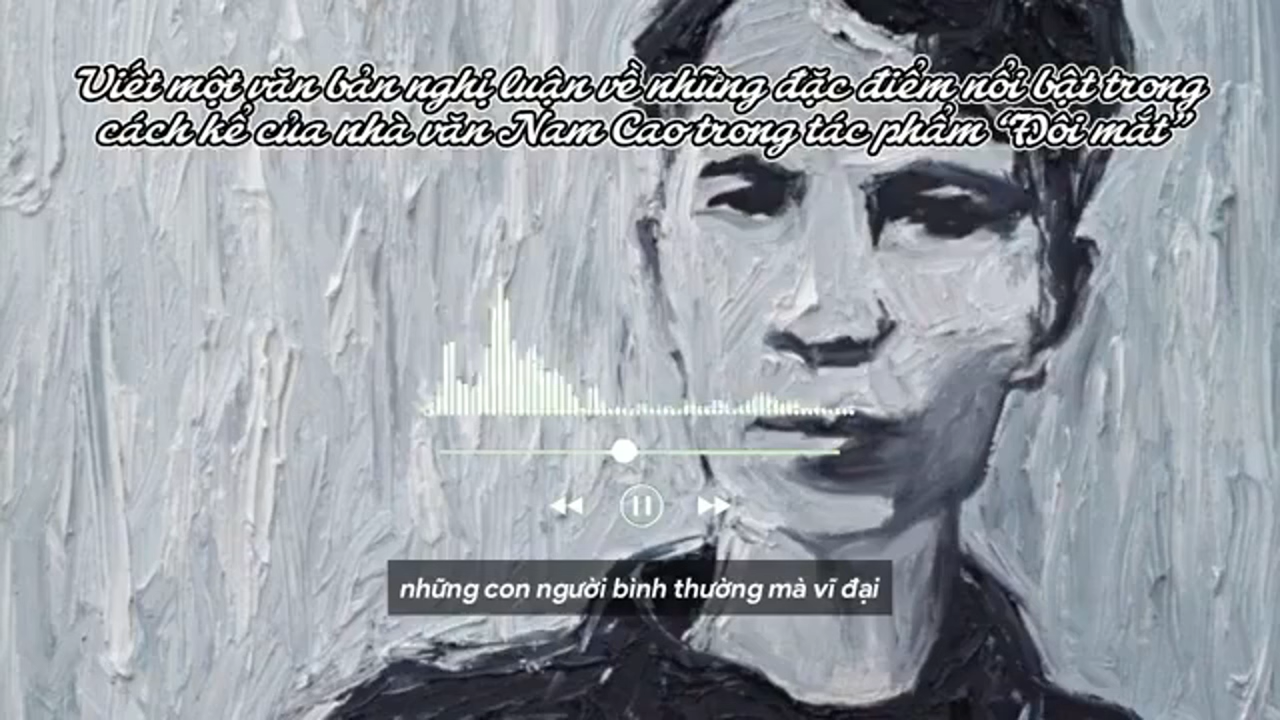 Viết một văn bản nghị luận về những đặc điểm nổi bật trong
cách kể của nhà văn Nam Cao trong tác phẩm “Đôi mắt”
những con người bình thường mà vĩ đại